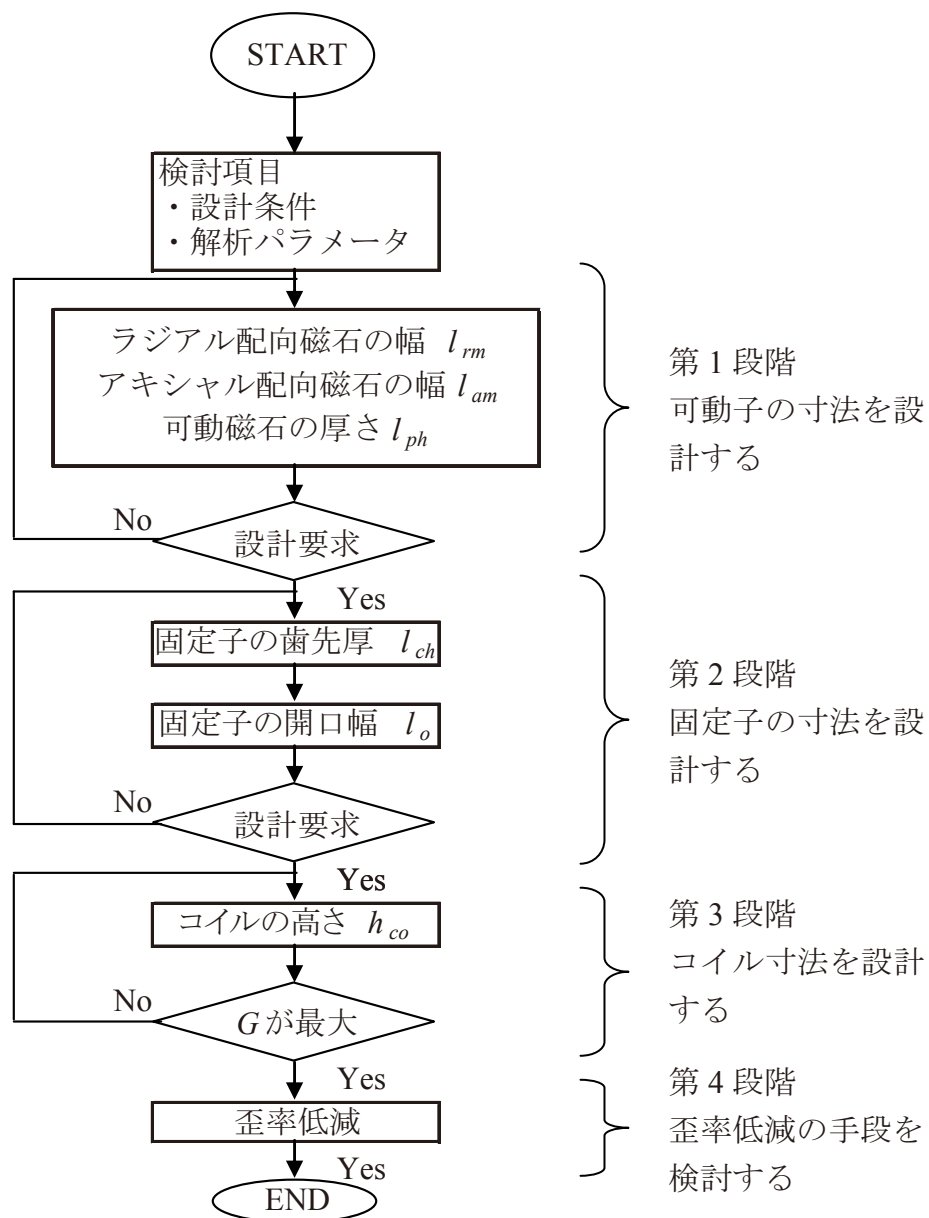 START
検討項目
・設計条件
・解析パラメータ
ラジアル配向磁石の幅 l_rm
アキシャル配向磁石の幅 l_am
可動磁石の厚さ l_ph
No
設計要求
第 1 段階
可動子の寸法を設
計する
Yes
固定子の歯先厚 l_ch
固定子の開口幅 l_o
No
設計要求
第 2 段階
固定子の寸法を設
計する
Yes
コイルの高さ h_co
No
Gが最大
第 3 段階
コイル寸法を設計
する
Yes
歪率低減
Yes
END
第 4 段階
歪率低減の手段を
検討する